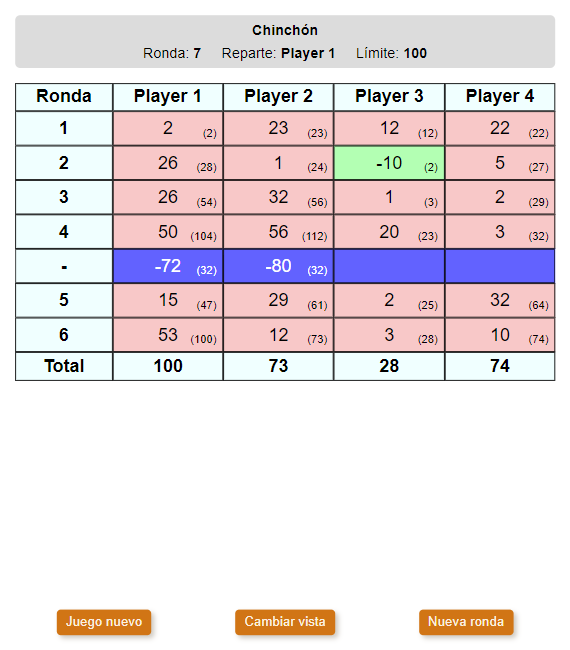 Chinchón
Ronda: 7 Reparte: Player 1 Límite: 100
Ronda Player 1 Player 2 Player 3 Player 4
1 2 (2) 23 (23) 12 (12) 22 (22)
2 26 (28) 1 (24) -10 (2) 5 (27)
3 26 (54) 32 (56) 1 (3) 2 (29)
4 50 (104) 56 (112) 20 (23) 3 (32)
- -72 (32) -80 (32)
5 15 (47) 29 (61) 2 (25) 32 (64)
6 53 (100) 12 (73) 3 (28) 10 (74)
Total 100 73 28 74
Juego nuevo Cambiar vista Nueva ronda